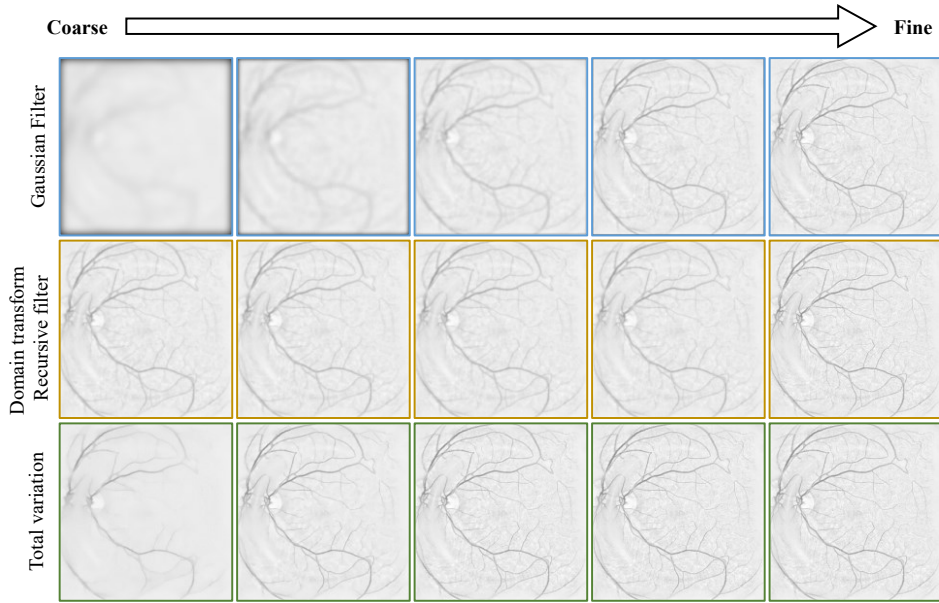 Coarse
Fine
Gaussian Filter
Domain transform
Recursive filter
Total variation